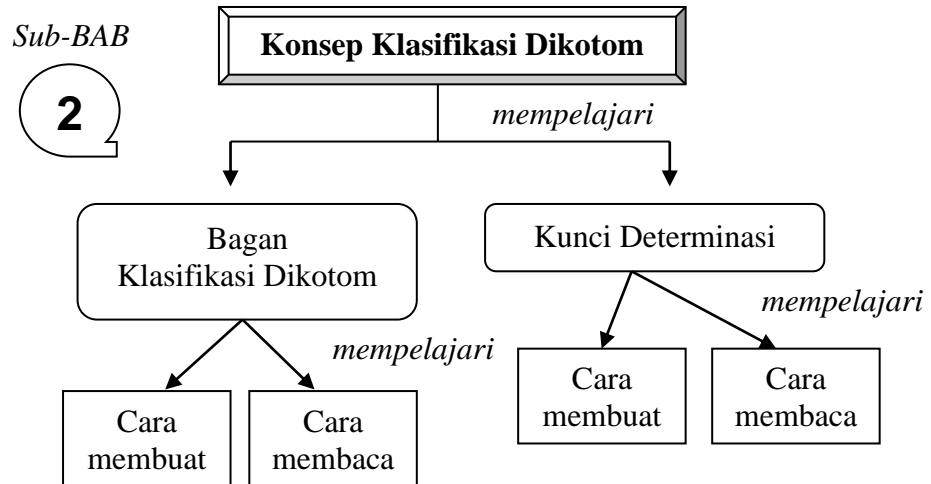 Sub-BAB
2
Konsep Klasifikasi Dikotom
mempelajari
Bagan
Klasifikasi Dikotom
Kunci Determinasi
mempelajari
mempelajari
Cara
membuat
Cara
membaca
Cara
membuat
Cara
membaca